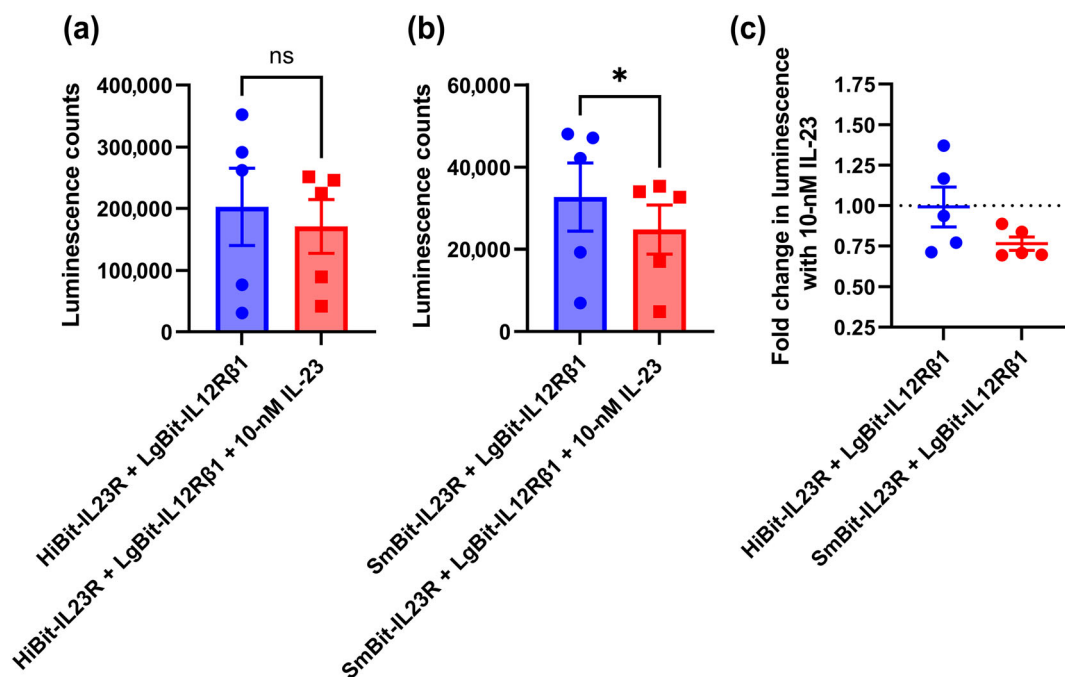 (a)
ns
Luminescence counts
400,000
300,000
200,000
100,000
0
HiBit-IL23R + LgBit-IL12Rβ1
HiBit-IL23R + LgBit-IL12Rβ1 + 10-nM IL-23
(b)
*
Luminescence counts
60,000
40,000
20,000
0
SmBit-IL23R + LgBit-IL12Rβ1
SmBit-IL23R + LgBit-IL12Rβ1 + 10-nM IL-23
(c)
Fold change in luminescence
with 10-nM IL-23
1.75
1.50
1.25
1.00
0.75
0.50
0.25
HiBit-IL23R + LgBit-IL12Rβ1
SmBit-IL23R + LgBit-IL12Rβ1